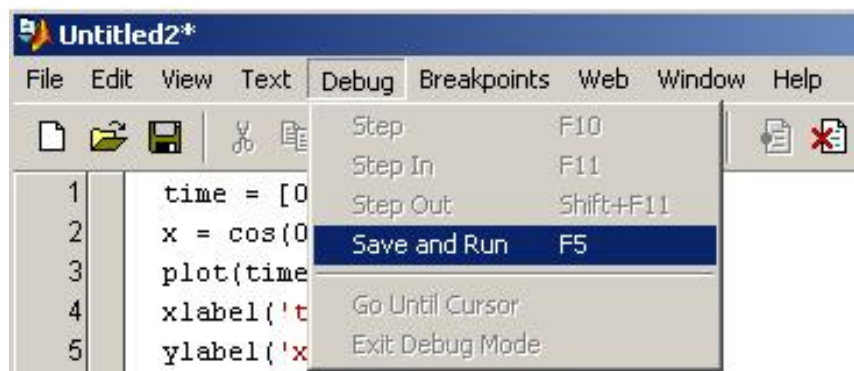 Untitled2*
File Edit View Text Debug Breakpoints Web Window Help
Step F10
Step In F11
Step Out Shift+F11
Save and Run F5
Go Until Cursor
Exit Debug Mode
1 time = [0
2 x = cos(0
3 plot(time
4 xlabel('t
5 ylabel('x